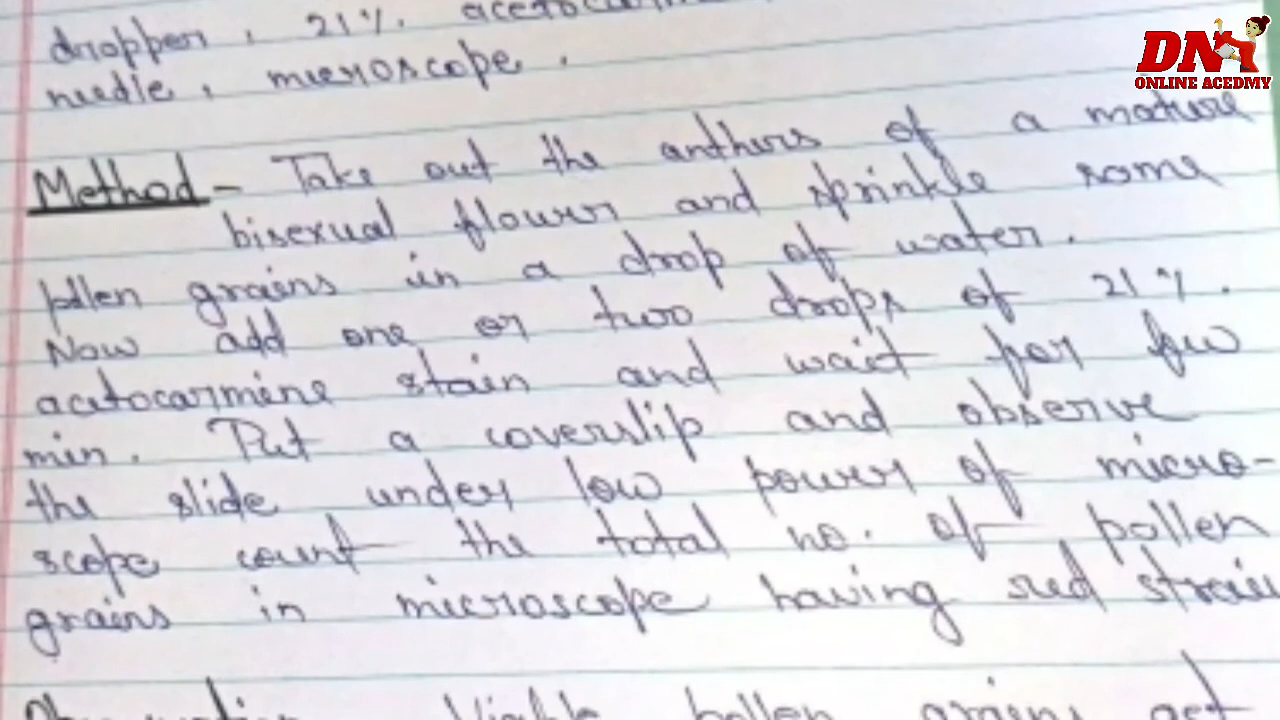 dropper, 21%.
needle, microscope.
Method - Take out the anthers of a mature
bisexual flower and sprinkle some
pollen grains in a drop of water.
Now add one or two drops of 21%.
acetocarmine stain and wait for few
min. Put a coverslip and observe
the slide under low power of micro-
scope count the total no. of pollen
grains in microscope having red
Viable pollen grains get
DNA
ONLINE ACEDMY